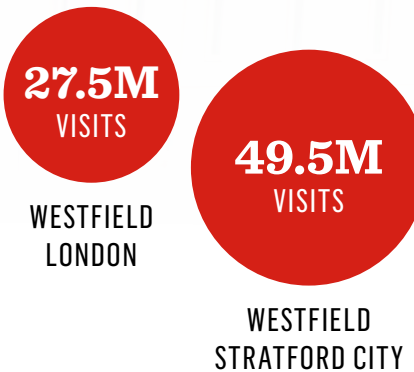 27.5M
VISITS
WESTFIELD
LONDON
49.5M
VISITS
WESTFIELD
STRATFORD CITY